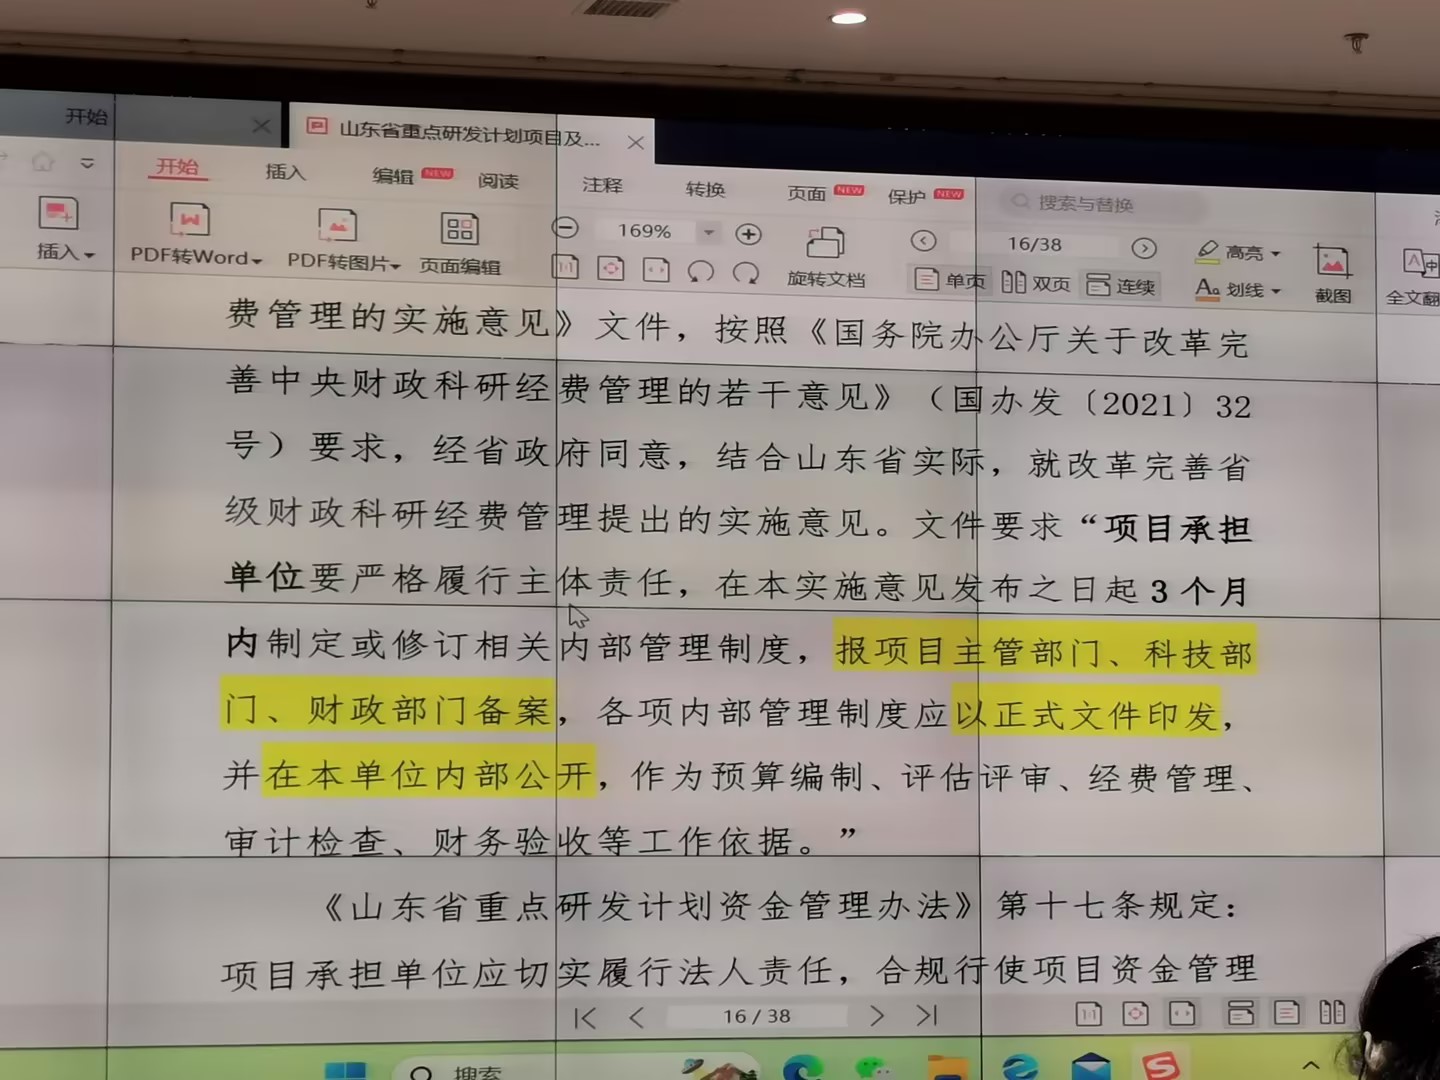 开始
山东省重点研发计划项目及...
开始 插入 编辑 NEW 阅读 注释 转换 页面 NEW 保护 NEW 搜索与替换
插入 PDF转Word PDF转图片 页面编辑 169% 旋转文档 16/38 单页 双页 连续 高亮 划线 截图 全文翻
费管理的实施意见》文件，按照《国务院办公厅关于改革完
善中央财政科研经费管理的若干意见》（国办发〔2021〕32
号）要求，经省政府同意，结合山东省实际，就改革完善省
级财政科研经费管理提出的实施意见。文件要求“项目承担
单位要严格履行主体责任，在本实施意见发布之日起3个月
内制定或修订相关内部管理制度，报项目主管部门、科技部
门、财政部门备案，各项内部管理制度应以正式文件印发，
并在本单位内部公开，作为预算编制、评估评审、经费管理、
审计检查、财务验收等工作依据。”
《山东省重点研发计划资金管理办法》第十七条规定：
项目承担单位应切实履行法人责任，合规行使项目资金管理
16 / 38
搜索